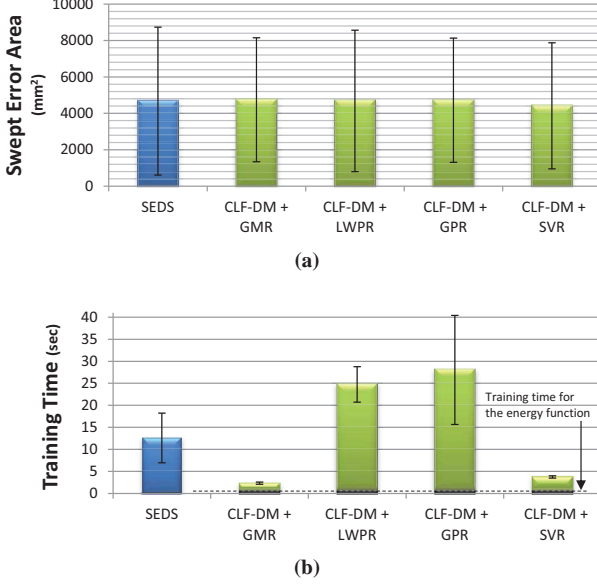 Swept Error Area
(mm²)
10000
8000
6000
4000
2000
0
SEDS
CLF-DM +
GMR
CLF-DM +
LWPR
CLF-DM +
GPR
CLF-DM +
SVR
(a)
Training Time (sec)
40
35
30
25
20
15
10
5
0
Training time for
the energy function
SEDS
CLF-DM +
GMR
CLF-DM +
LWPR
CLF-DM +
GPR
CLF-DM +
SVR
(b)